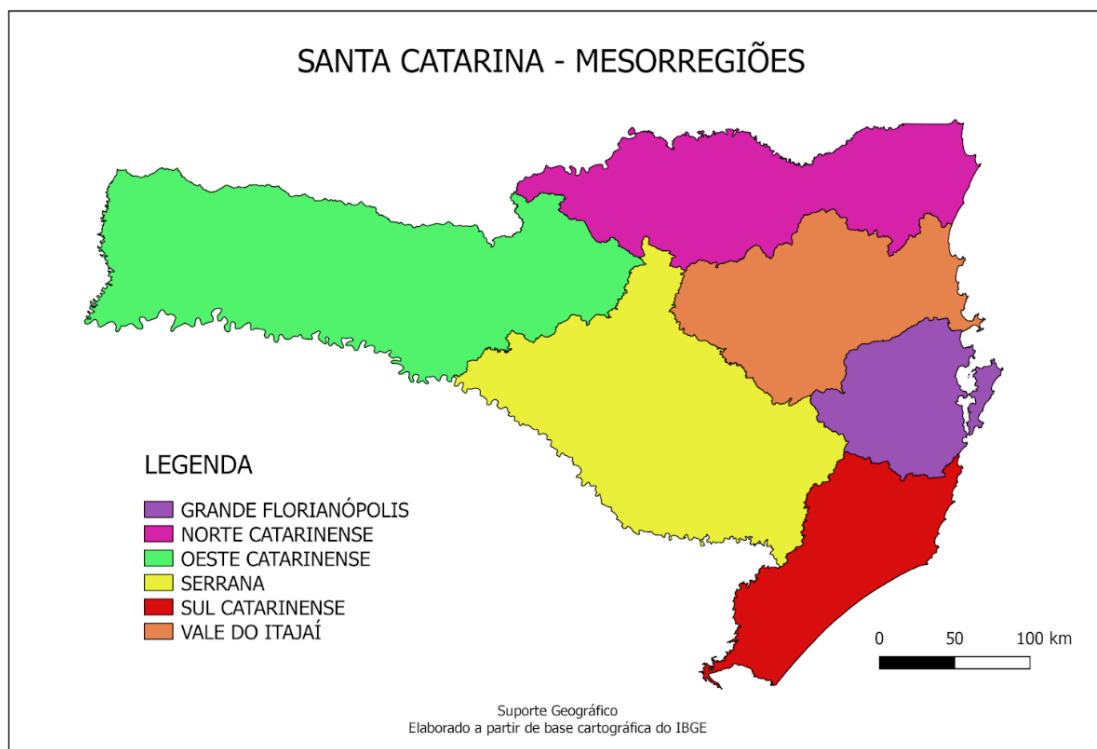 SANTA CATARINA - MESORREGIÕES
LEGENDA
GRANDE FLORIANÓPOLIS
NORTE CATARINENSE
OESTE CATARINENSE
SERRANA
SUL CATARINENSE
VALE DO ITAJAÍ
0 50 100 km
Suporte Geográfico
Elaborado a partir de base cartográfica do IBGE